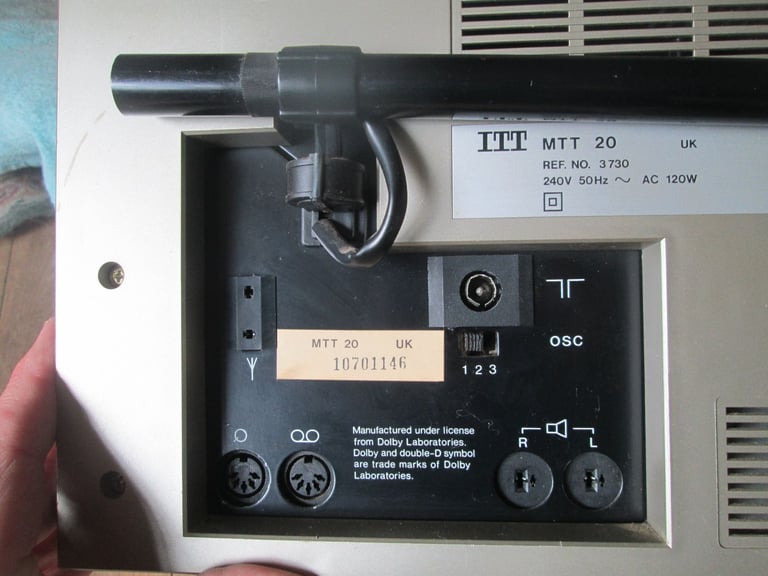 ITT MTT 20 UK
REF. NO. 3730
240V 50Hz ~ AC 120W
OSC
MTT 20 UK
10701146
1 2 3
Manufactured under license
from Dolby Laboratories.
Dolby and double-D symbol
are trade marks of Dolby
Laboratories.
R L